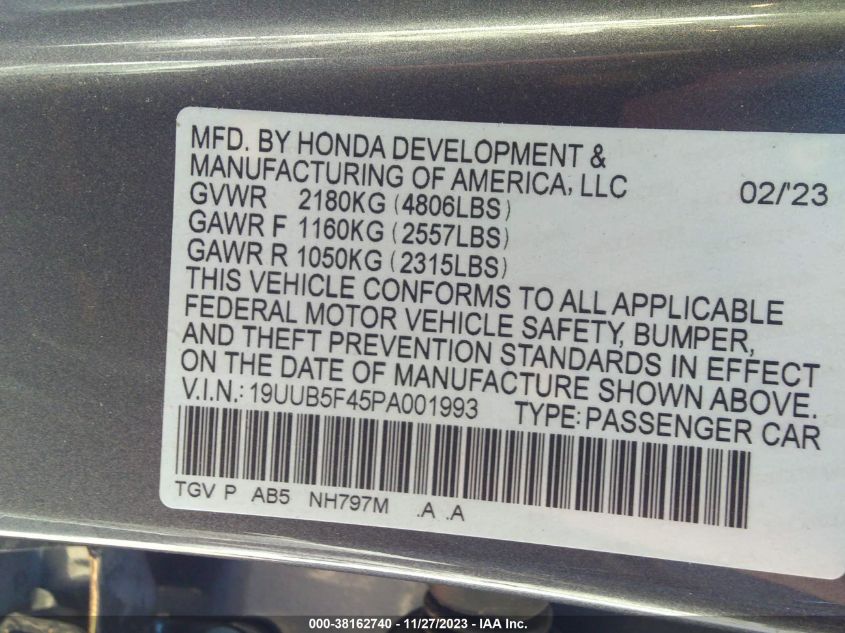 MFD. BY HONDA DEVELOPMENT &
MANUFACTURING OF AMERICA, LLC 02/'23
GVWR 2180KG (4806LBS)
GAWR F 1160KG (2557LBS)
GAWR R 1050KG (2315LBS)
THIS VEHICLE CONFORMS TO ALL APPLICABLE
FEDERAL MOTOR VEHICLE SAFETY, BUMPER,
AND THEFT PREVENTION STANDARDS IN EFFECT
ON THE DATE OF MANUFACTURE SHOWN ABOVE.
V.I.N.: 19UUB5F45PA001993 TYPE: PASSENGER CAR
TGV P AB5 NH797M .A .A
000-38162740 - 11/27/2023 - IAA Inc.